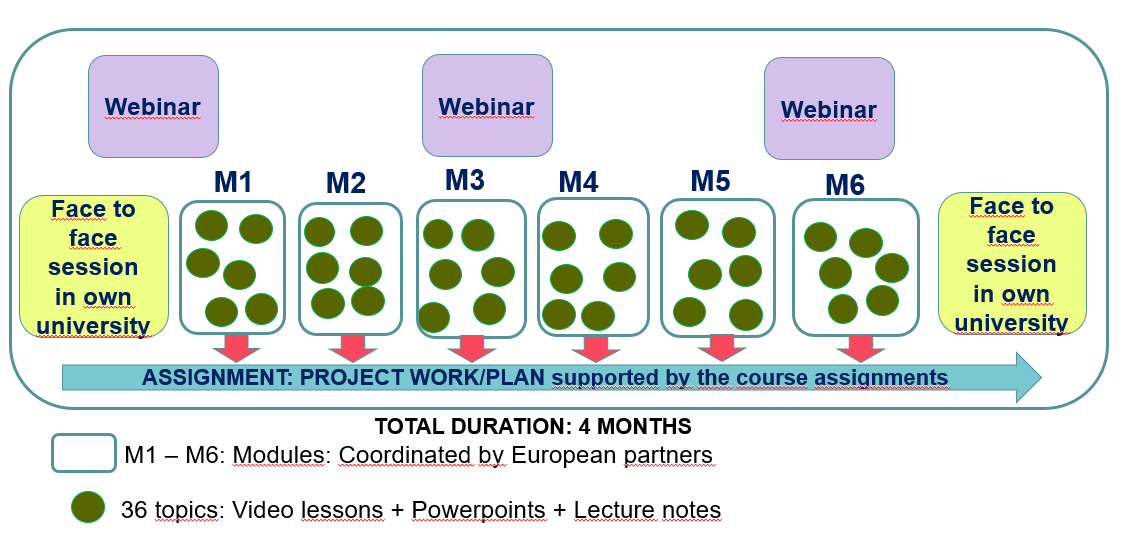 Webinar
Webinar
Webinar
M1
M2
M3
M4
M5
M6
Face to
face
session
in own
university
Face to
face
session
in own
university
ASSIGNMENT: PROJECT WORK/PLAN supported by the course assignments
TOTAL DURATION: 4 MONTHS
M1 – M6: Modules: Coordinated by European partners
36 topics: Video lessons + Powerpoints + Lecture notes